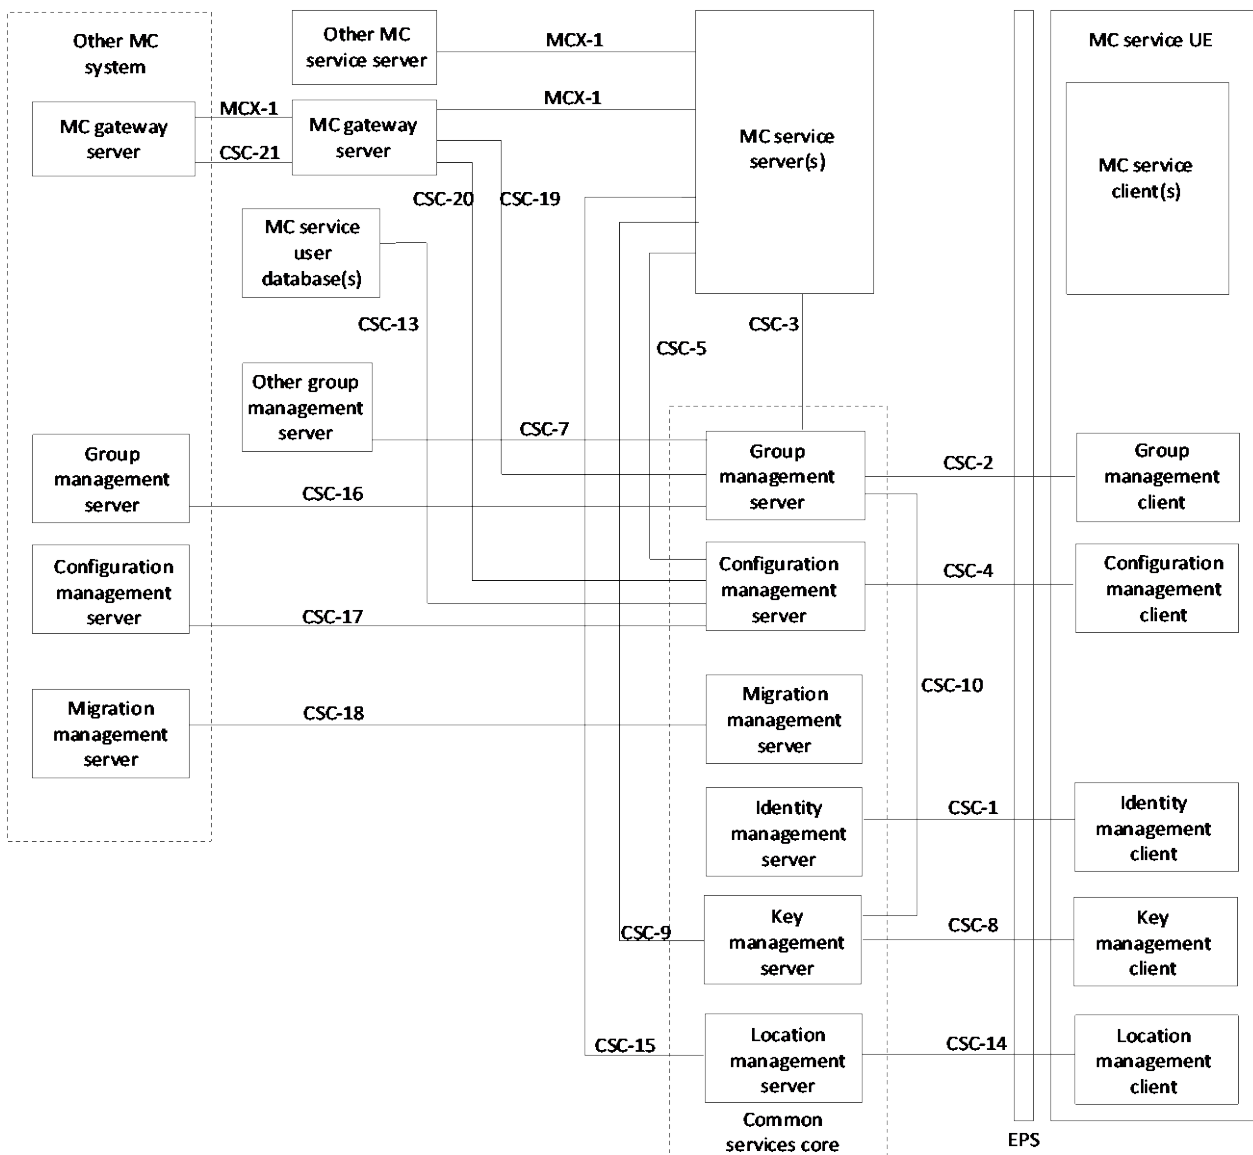 Other MC
system
Other MC
service server
MCX-1
MC service UE
MC gateway
server
MCX-1
CSC-21
MC gateway
server
MCX-1
MC service
server(s)
MC service
client(s)
CSC-20
CSC-19
MC service
user
database(s)
CSC-13
CSC-3
CSC-5
Other group
management
server
CSC-7
Group
management
server
CSC-16
Group
management
server
CSC-2
Group
management
client
Configuration
management
server
CSC-17
Configuration
management
server
CSC-4
Configuration
management
client
CSC-10
Migration
management
server
CSC-18
Migration
management
server
Identity
management
server
CSC-1
Identity
management
client
CSC-9
Key
management
server
CSC-8
Key
management
client
CSC-15
Location
management
server
CSC-14
Location
management
client
Common
services core
EPS